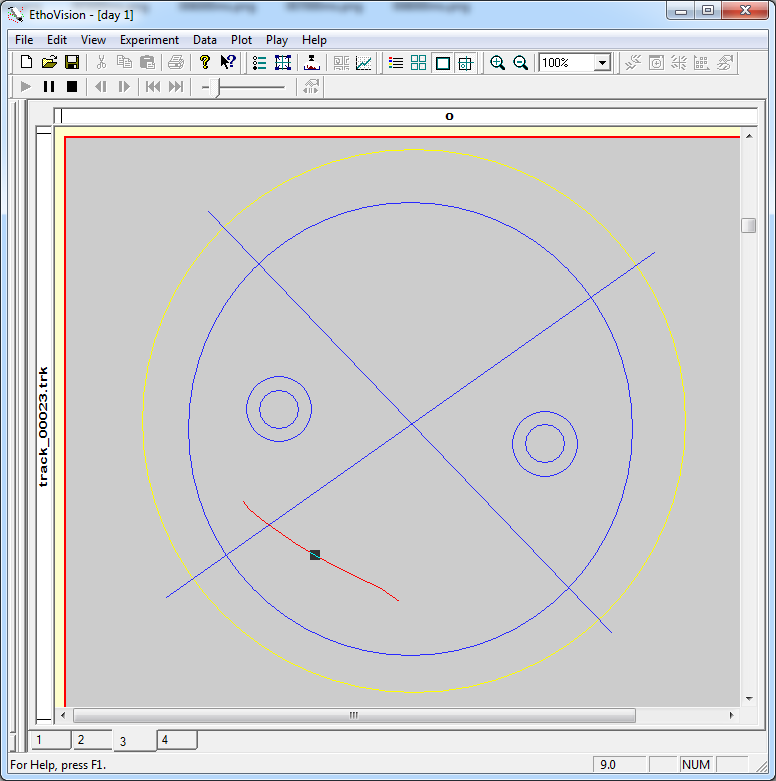 EthoVision - [day 1]
File Edit View Experiment Data Plot Play Help
100%
o
track_00023.trk
1 2 3 4
For Help, press F1.
9.0 NUM